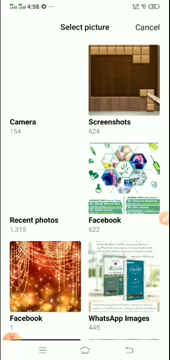 4:58
Select picture
Cancel
Camera
154
Screenshots
624
Recent photos
1,315
Facebook
622
Facebook
1
WhatsApp Images
445